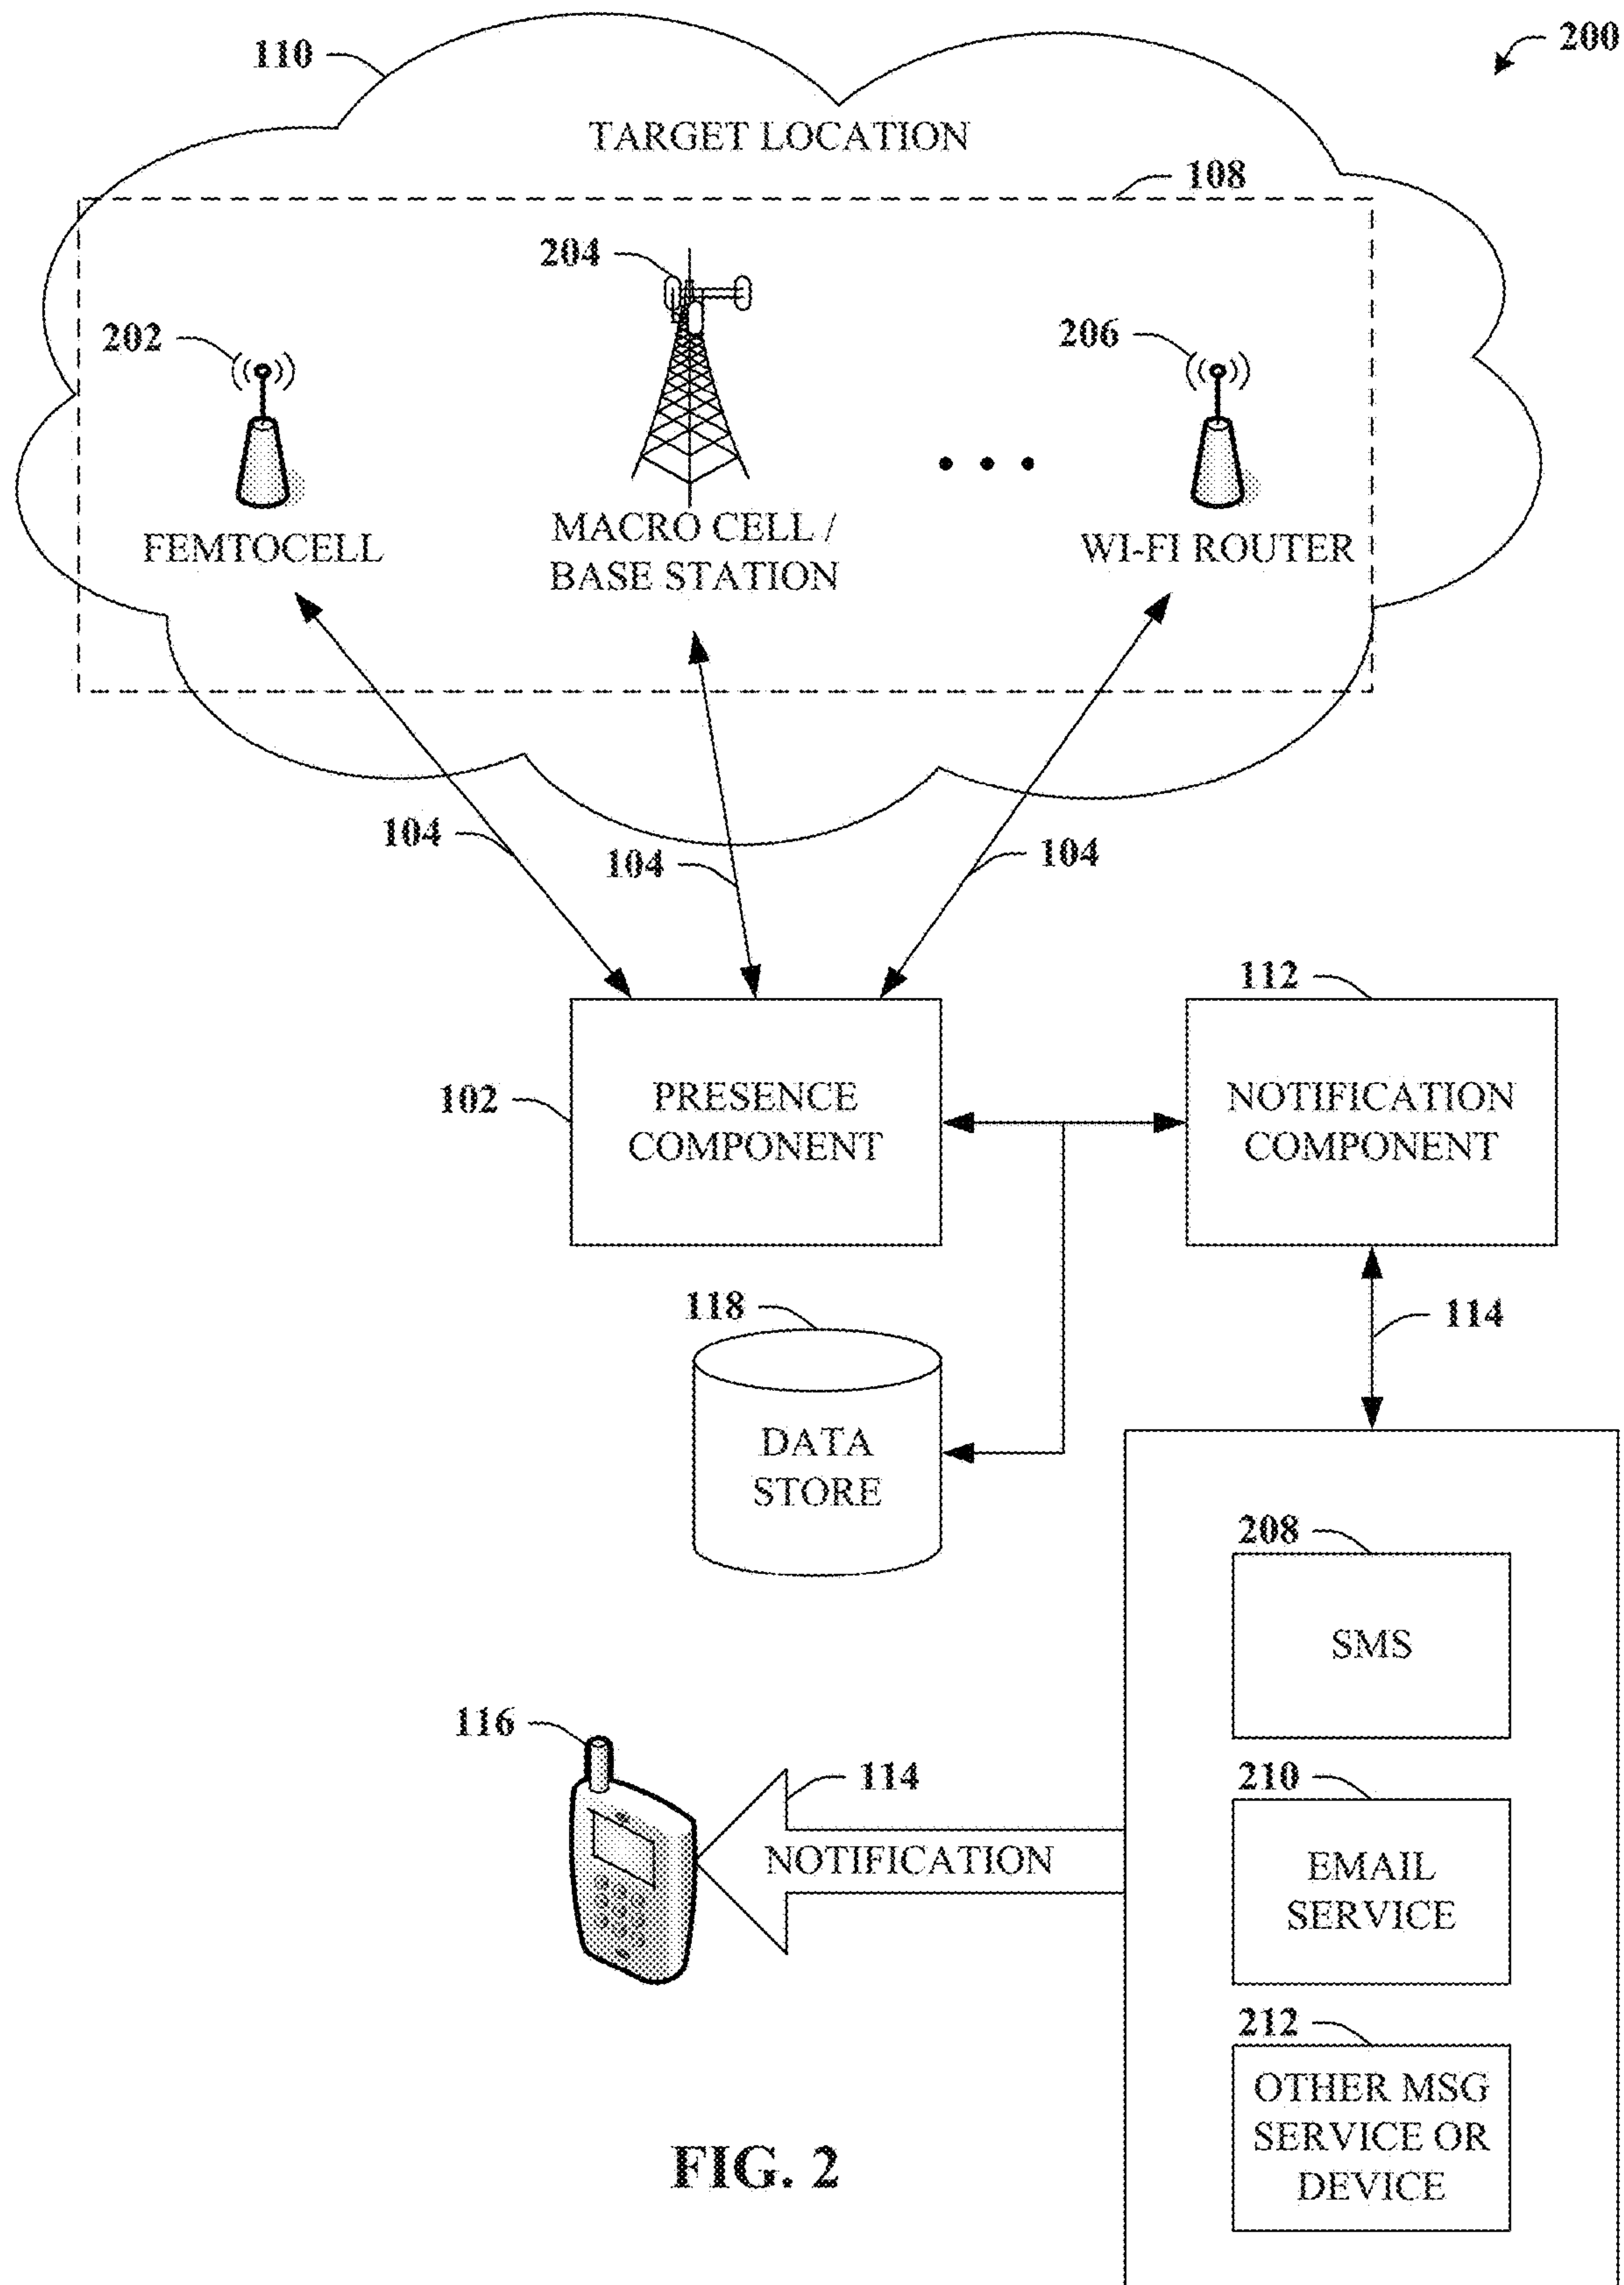 200
110
TARGET LOCATION
108
204
202
206
FEMTOCELL
MACRO CELL /
BASE STATION
WI-FI ROUTER
104
104
104
112
102
PRESENCE
COMPONENT
NOTIFICATION
COMPONENT
118
114
DATA
STORE
208
SMS
116
114
210
NOTIFICATION
EMAIL
SERVICE
212
OTHER MSG
SERVICE OR
DEVICE
FIG. 2